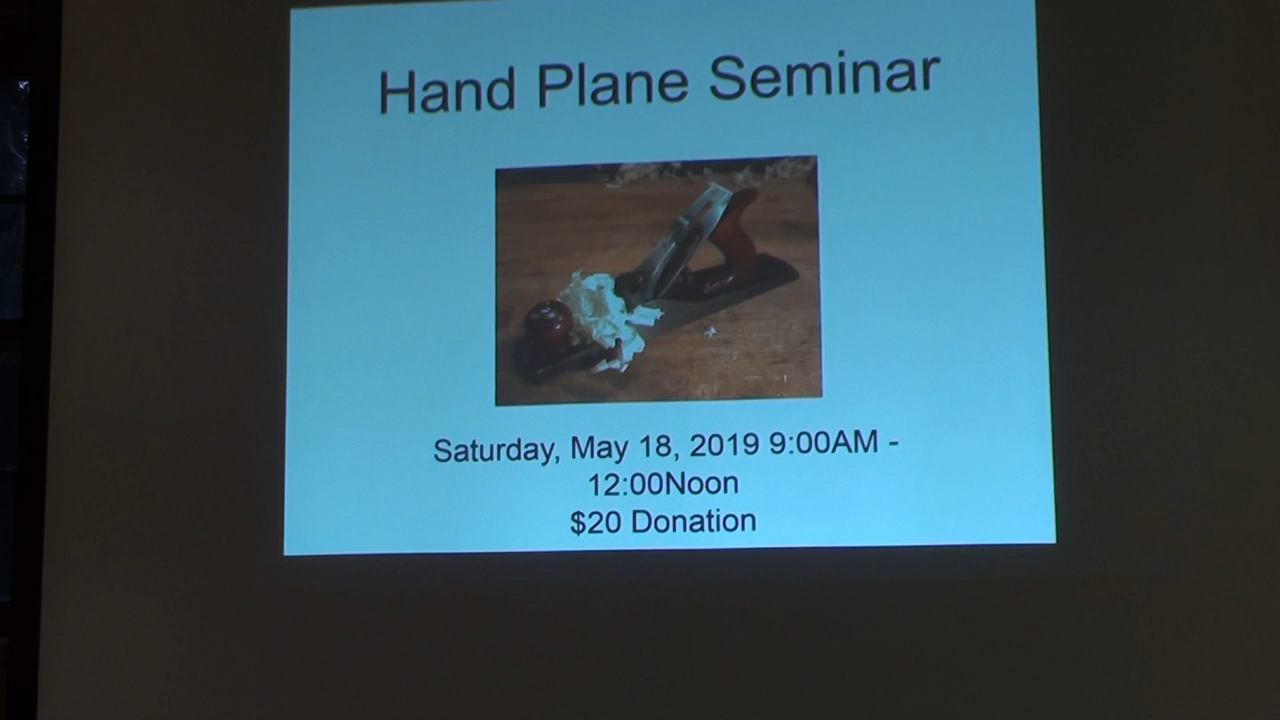 Hand Plane Seminar
Saturday, May 18, 2019 9:00AM -
12:00Noon
$20 Donation